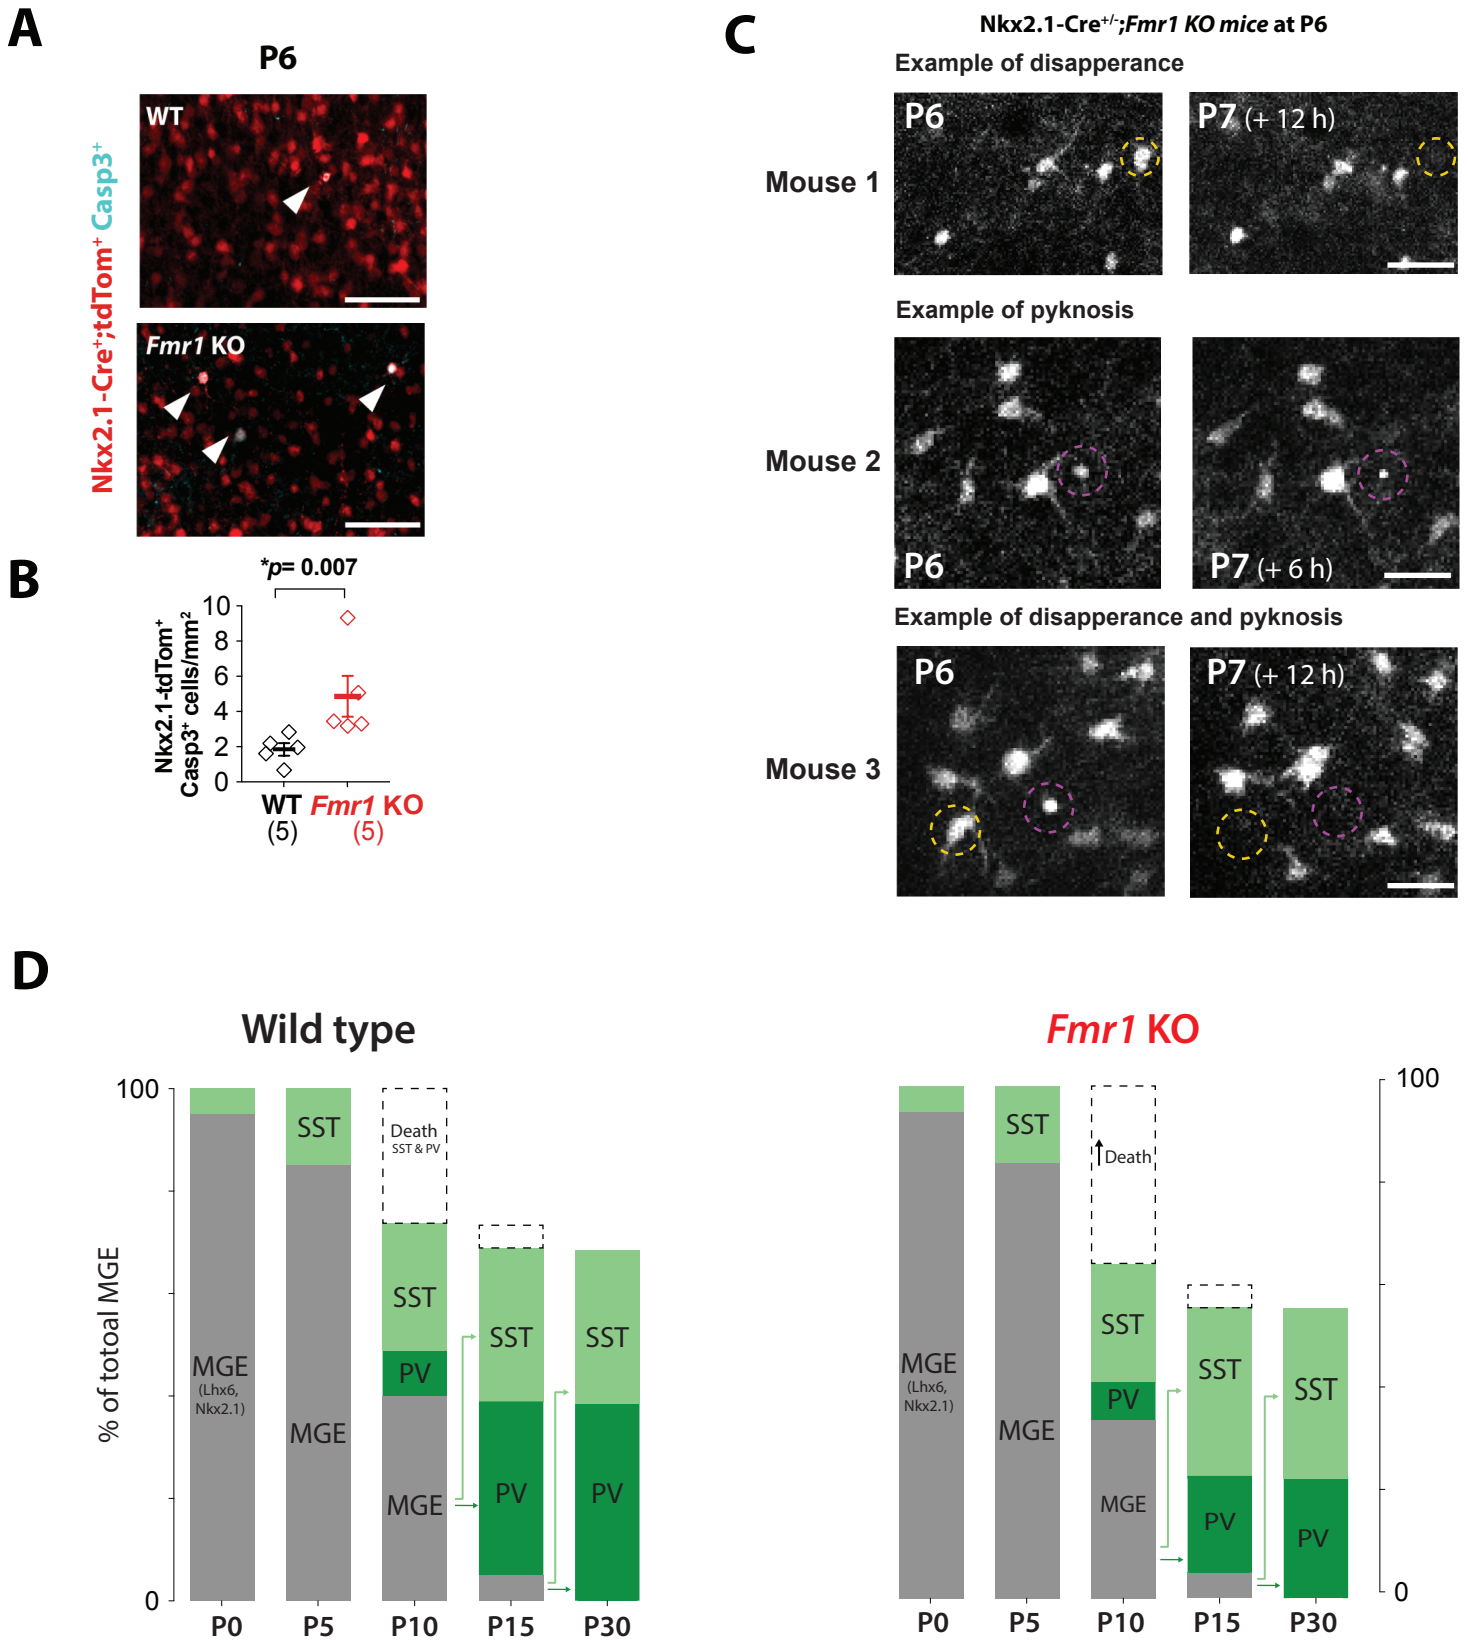 A
P6
WT
Fmr1 KO
Nkx2.1-Cre+;tdTom+ Casp3+
B
*p= 0.007
10
8
6
4
2
0
Nkx2.1-tdTom+
Casp3+ cells/mm2
WT
Fmr1 KO
(5)
(5)
C
Nkx2.1-Cre+/-;Fmr1 KO mice at P6
Example of disapperance
Mouse 1
P6
P7 (+ 12 h)
Example of pyknosis
Mouse 2
P6
P7 (+ 6 h)
Example of disapperance and pyknosis
Mouse 3
P6
P7 (+ 12 h)
D
Wild type
% of totoal MGE
100
0
MGE
(Lhx6,
Nkx2.1)
SST
MGE
Death
SST & PV
SST
PV
MGE
SST
PV
SST
PV
P0
P5
P10
P15
P30
Fmr1 KO
MGE
(Lhx6,
Nkx2.1)
SST
MGE
Death
SST
PV
MGE
SST
PV
SST
PV
100
0
P0
P5
P10
P15
P30